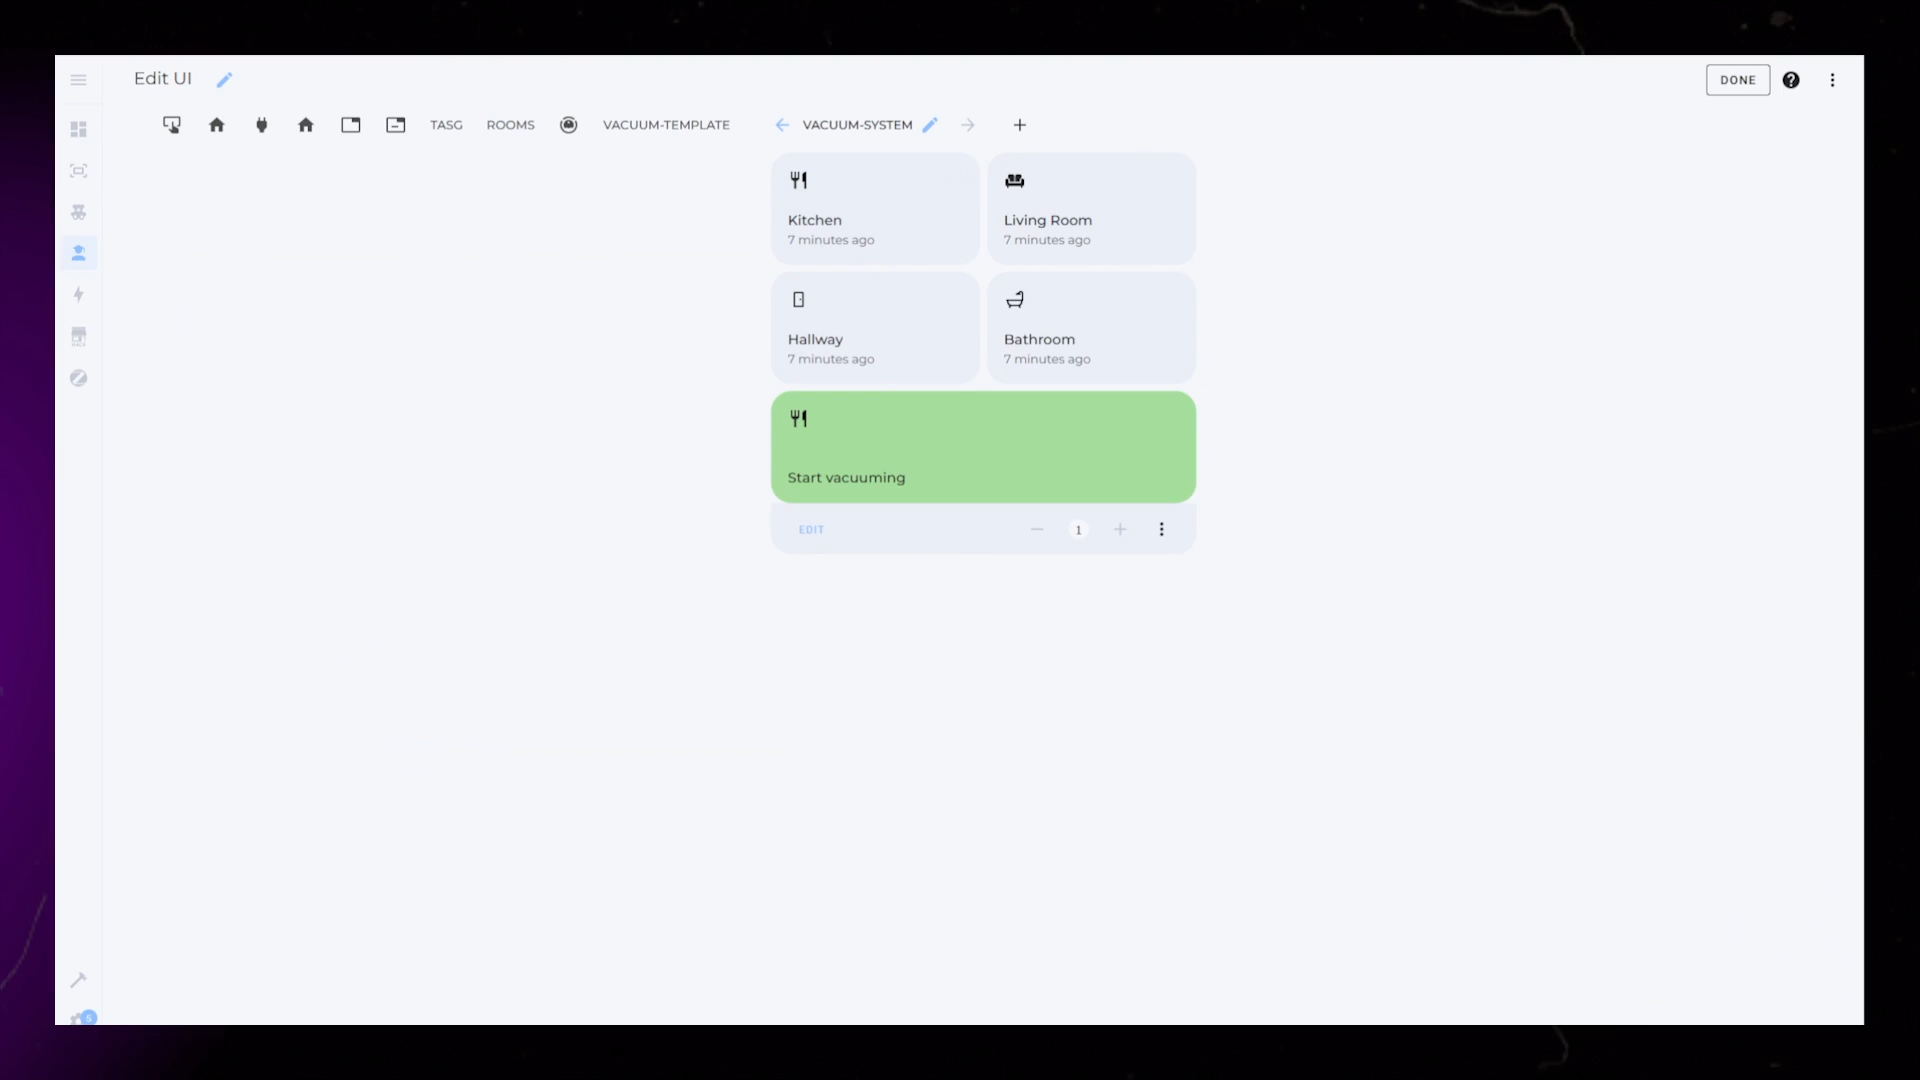 Edit UI
DONE
TASG
ROOMS
VACUUM-TEMPLATE
VACUUM-SYSTEM
Kitchen
7 minutes ago
Living Room
7 minutes ago
Hallway
7 minutes ago
Bathroom
7 minutes ago
Start vacuuming
EDIT
1
5